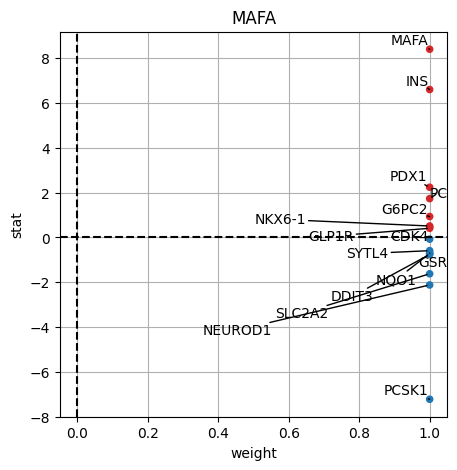 MAFA
MAFA
8
INS
6
4
PDX1
2
PC
G6PC2
NKX6-1
GLP1R
CDK4
0
SYTL4
GSR
NQO1
−2
DDIT3
SLC2A2
NEUROD1
−4
−6
PCSK1
−8
0.0 0.2 0.4 0.6 0.8 1.0
weight
stat